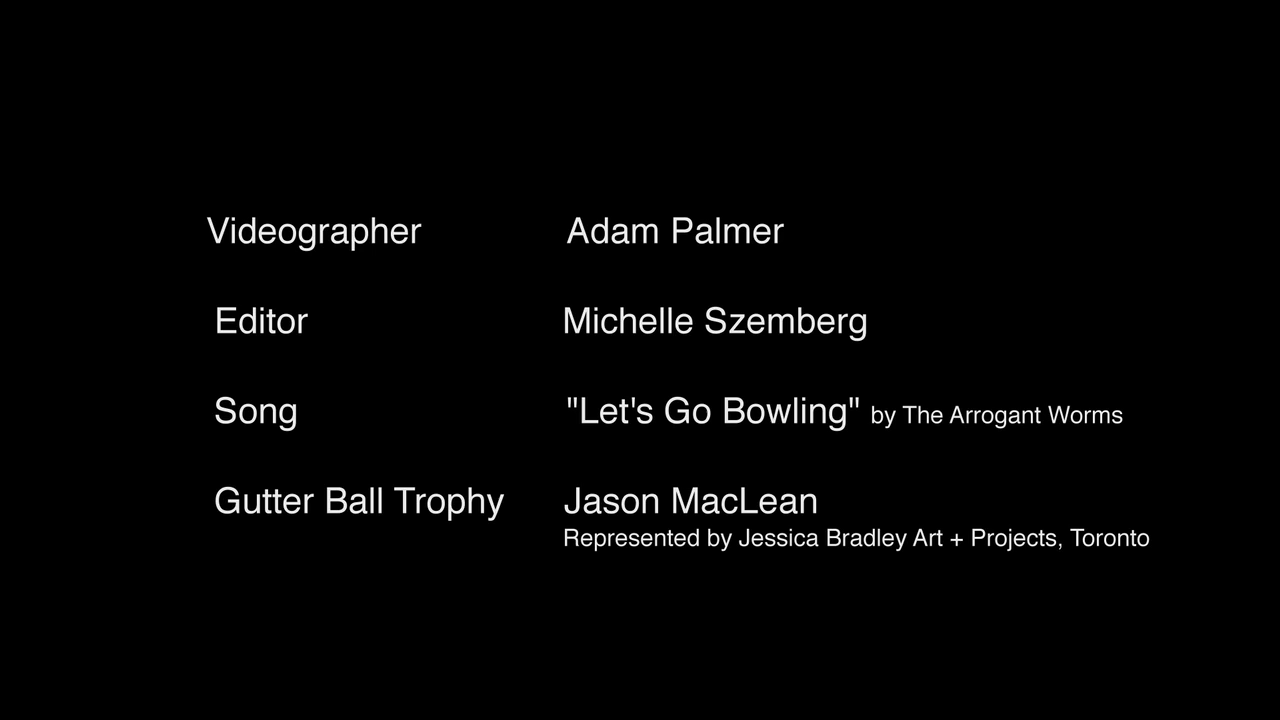 Videographer Adam Palmer
Editor Michelle Szemberg
Song "Let's Go Bowling" by The Arrogant Worms
Gutter Ball Trophy Jason MacLean
Represented by Jessica Bradley Art + Projects, Toronto